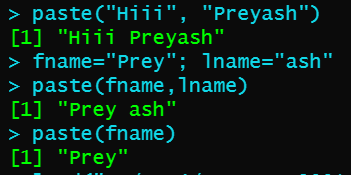 > paste("Hiii", "Preyash")
[1] "Hiii Preyash"
> fname="Prey"; lname="ash"
> paste(fname,lname)
[1] "Prey ash"
> paste(fname)
[1] "Prey"